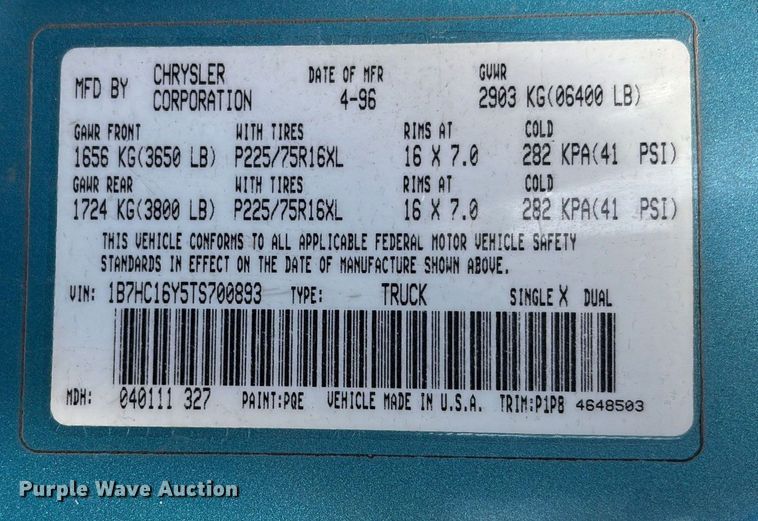 MFD BY CHRYSLER CORPORATION DATE OF MFR 4-96 GVWR 2903 KG(06400 LB)
GAWR FRONT WITH TIRES RIMS AT COLD
1656 KG(3650 LB) P225/75R16XL 16 X 7.0 282 KPA(41 PSI)
GAWR REAR WITH TIRES RIMS AT COLD
1724 KG(3800 LB) P225/75R16XL 16 X 7.0 282 KPA(41 PSI)
THIS VEHICLE CONFORMS TO ALL APPLICABLE FEDERAL MOTOR VEHICLE SAFETY
STANDARDS IN EFFECT ON THE DATE OF MANUFACTURE SHOWN ABOVE.
VIN: 1B7HC16Y5TS700893 TYPE: TRUCK SINGLE X DUAL
MDH: 040111 327 PAINT:PQE VEHICLE MADE IN U.S.A. TRIM:P1P8 4648503
Purple Wave Auction